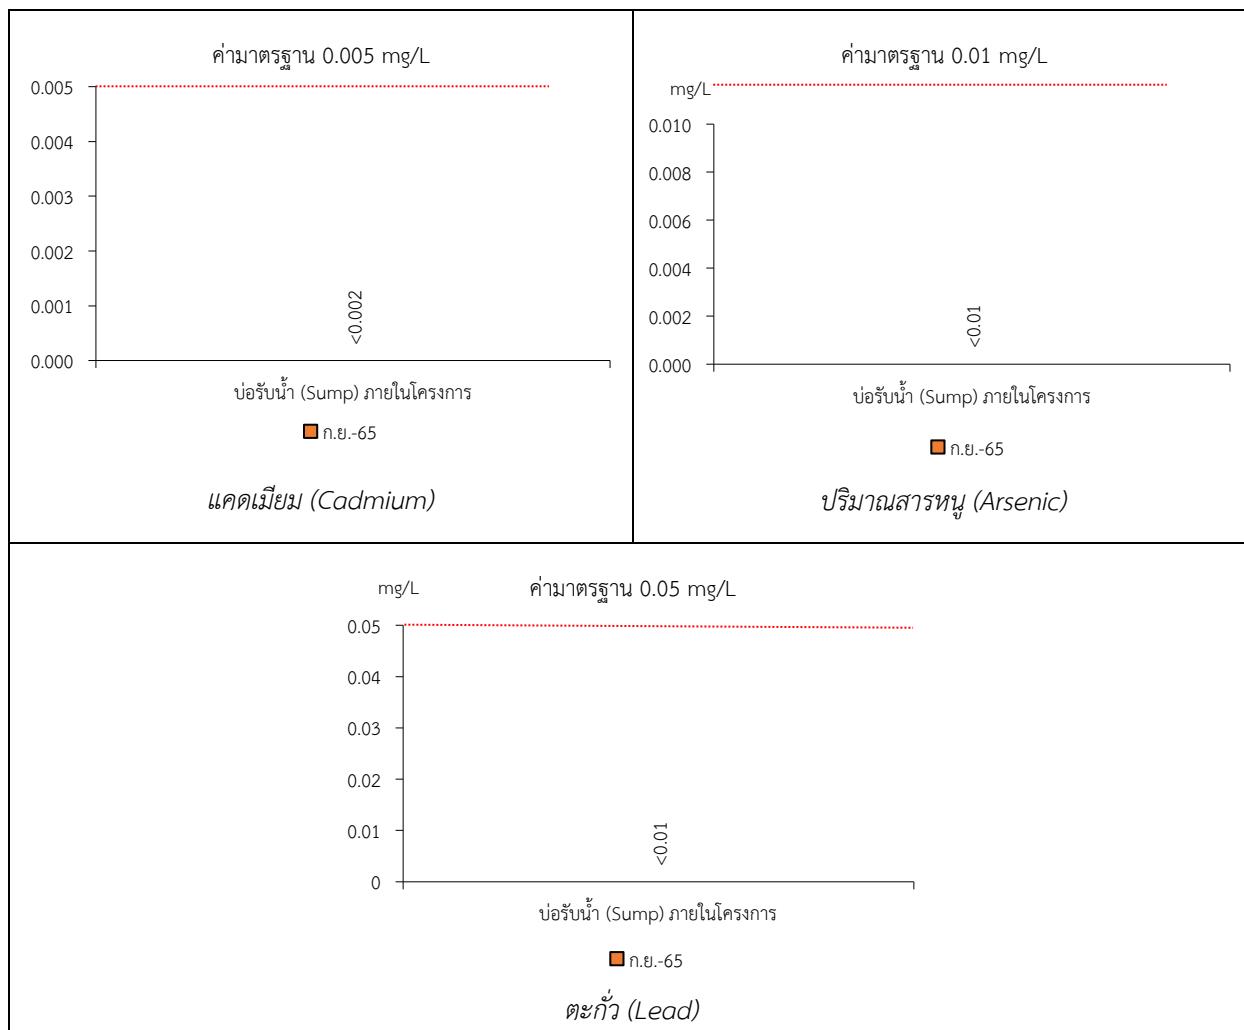 ค่ามาตรฐาน 0.005 mg/L
0.005
0.004
0.003
0.002
0.001
0.000
<0.002
บ่อรับน้ำ (Sump) ภายในโครงการ
ก.ย.-65
แคดเมียม (Cadmium)
ค่ามาตรฐาน 0.01 mg/L
mg/L
0.010
0.008
0.006
0.004
0.002
0.000
<0.01
บ่อรับน้ำ (Sump) ภายในโครงการ
ก.ย.-65
ปริมาณสารหนู (Arsenic)
mg/L
ค่ามาตรฐาน 0.05 mg/L
0.05
0.04
0.03
0.02
0.01
0
<0.01
บ่อรับน้ำ (Sump) ภายในโครงการ
ก.ย.-65
ตะกั่ว (Lead)